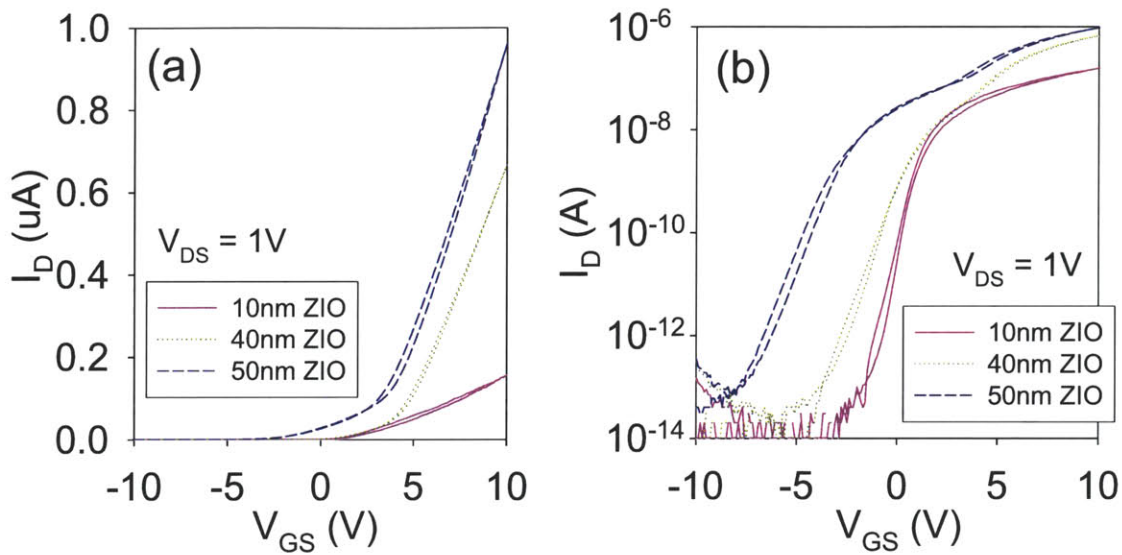 (a)
1.0
0.8
0.6
0.4
0.2
0.0
I_D (uA)
V_DS = 1V
10nm ZIO
40nm ZIO
50nm ZIO
-10 -5 0 5 10
V_GS (V)
(b)
10^-6
10^-8
10^-10
10^-12
10^-14
I_D (A)
V_DS = 1V
10nm ZIO
40nm ZIO
50nm ZIO
-10 -5 0 5 10
V_GS (V)